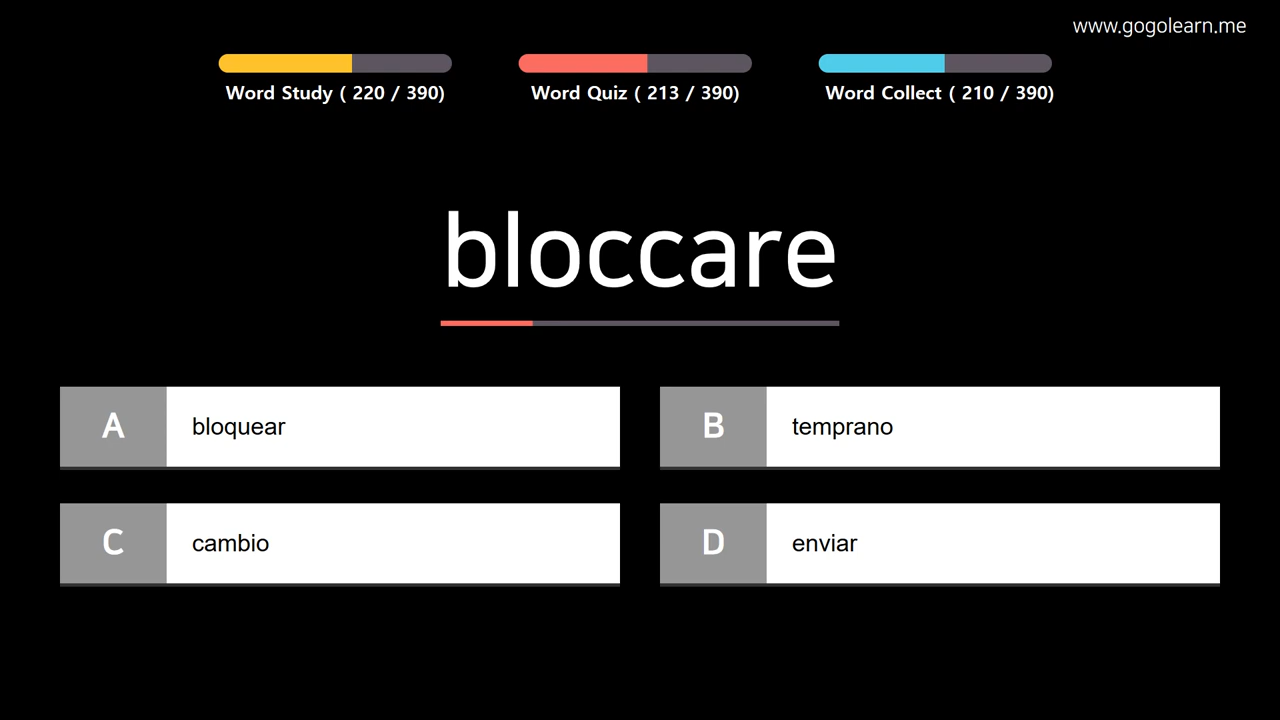 www.gogolearn.me
Word Study ( 220 / 390)
Word Quiz ( 213 / 390)
Word Collect ( 210 / 390)
bloccare
A bloquear
B temprano
C cambio
D enviar